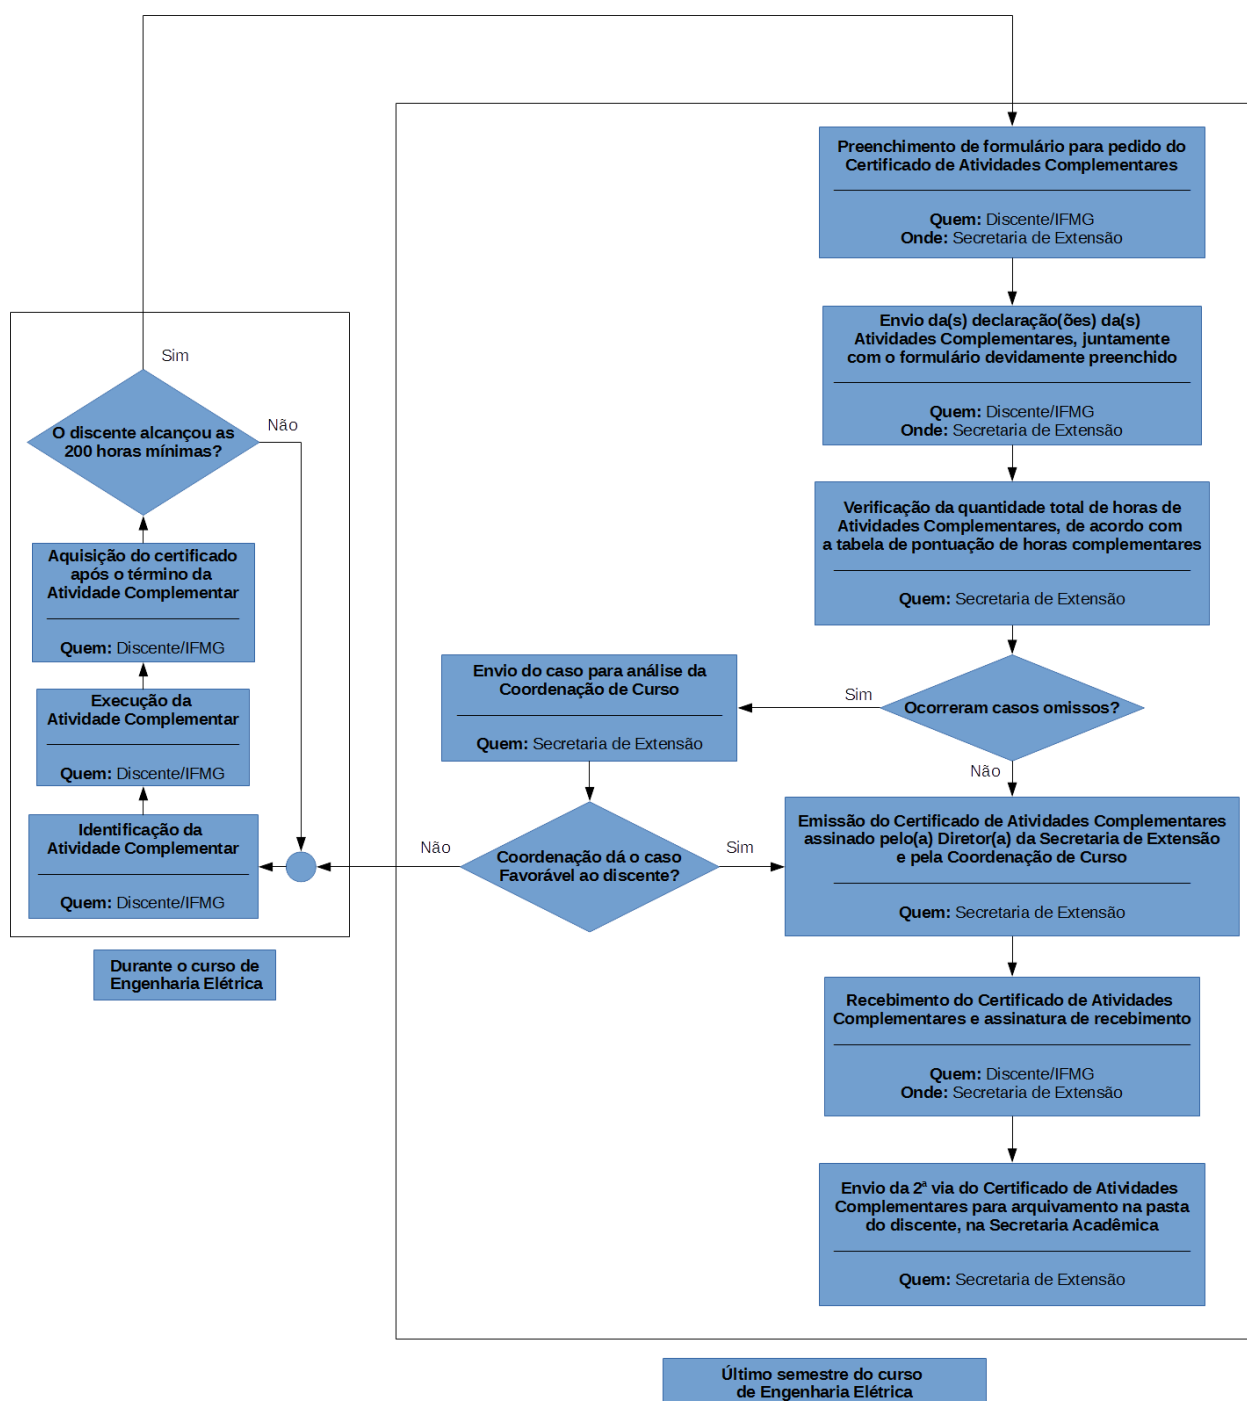 Preenchimento de formulário para pedido do
Certificado de Atividades Complementares
Quem: Discente/IFMG
Onde: Secretaria de Extensão
Envio da(s) declaração(ões) da(s)
Atividades Complementares, juntamente
com o formulário devidamente preenchido
Quem: Discente/IFMG
Onde: Secretaria de Extensão
Sim
Não
O discente alcançou as
200 horas mínimas?
Verificação da quantidade total de horas de
Atividades Complementares, de acordo com
a tabela de pontuação de horas complementares
Quem: Secretaria de Extensão
Aquisição do certificado
após o término da
Atividade Complementar
Quem: Discente/IFMG
Execução da
Atividade Complementar
Quem: Discente/IFMG
Identificação da
Atividade Complementar
Quem: Discente/IFMG
Durante o curso de
Engenharia Elétrica
Envio do caso para análise da
Coordenação de Curso
Quem: Secretaria de Extensão
Sim
Ocorreram casos omissos?
Não
Não
Coordenação dá o caso
Favorável ao discente?
Sim
Emissão do Certificado de Atividades Complementares
assinado pelo(a) Diretor(a) da Secretaria de Extensão
e pela Coordenação de Curso
Quem: Secretaria de Extensão
Recebimento do Certificado de Atividades
Complementares e assinatura de recebimento
Quem: Discente/IFMG
Onde: Secretaria de Extensão
Envio da 2ª via do Certificado de Atividades
Complementares para arquivamento na pasta
do discente, na Secretaria Acadêmica
Quem: Secretaria de Extensão
Último semestre do curso
de Engenharia Elétrica